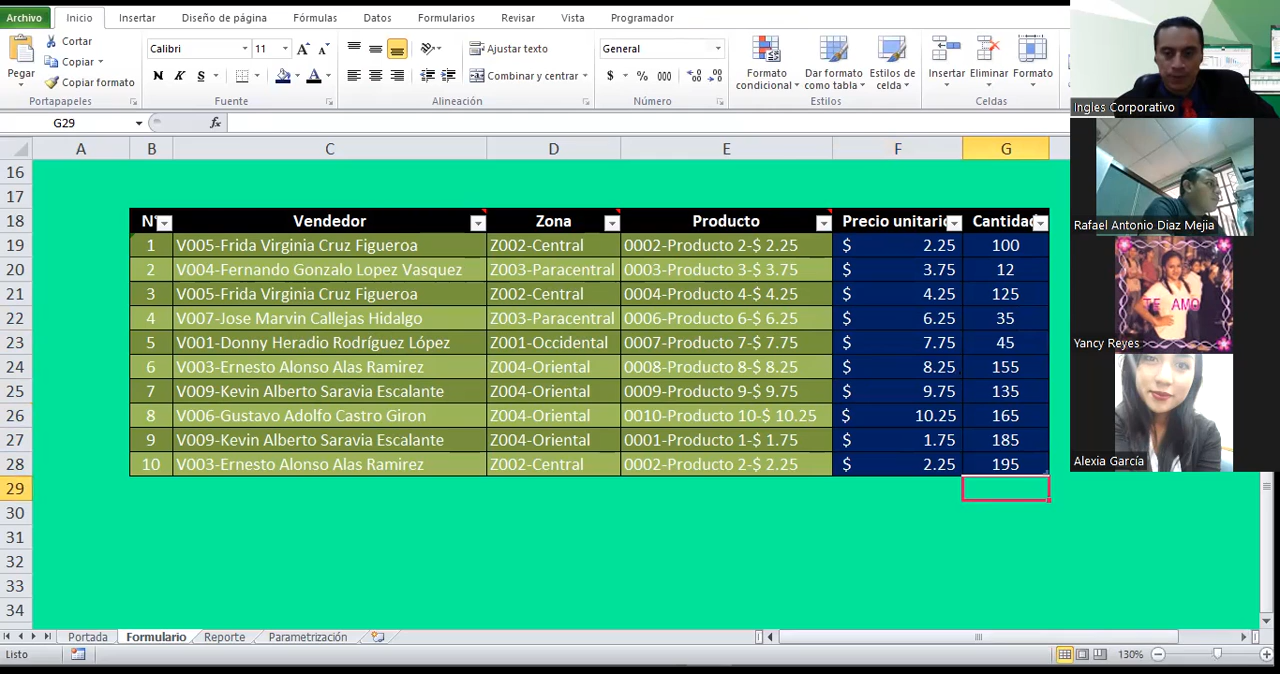 Archivo Inicio Insertar Diseño de página Fórmulas Datos Formularios Revisar Vista Programador
Pegar Cortar Copiar Copiar formato
Calibri 11 N K S
Ajustar texto Combinar y centrar
General $ % 000
Formato condicional Dar formato como tabla Estilos de celda
Insertar Eliminar Formato
Portapapeles Fuente Alineación Número Estilos Celdas
G29 fx
A B C D E F G
16
17
18 N° Vendedor Zona Producto Precio unitario Cantidad
19 1 V005-Frida Virginia Cruz Figueroa Z002-Central 0002-Producto 2-$ 2.25 $ 2.25 100
20 2 V004-Fernando Gonzalo Lopez Vasquez Z003-Paracentral 0003-Producto 3-$ 3.75 $ 3.75 12
21 3 V005-Frida Virginia Cruz Figueroa Z002-Central 0004-Producto 4-$ 4.25 $ 4.25 125
22 4 V007-Jose Marvin Callejas Hidalgo Z003-Paracentral 0006-Producto 6-$ 6.25 $ 6.25 35
23 5 V001-Donny Heradio Rodríguez López Z001-Occidental 0007-Producto 7-$ 7.75 $ 7.75 45
24 6 V003-Ernesto Alonso Alas Ramirez Z004-Oriental 0008-Producto 8-$ 8.25 $ 8.25 155
25 7 V009-Kevin Alberto Saravia Escalante Z004-Oriental 0009-Producto 9-$ 9.75 $ 9.75 135
26 8 V006-Gustavo Adolfo Castro Giron Z004-Oriental 0010-Producto 10-$ 10.25 $ 10.25 165
27 9 V009-Kevin Alberto Saravia Escalante Z004-Oriental 0001-Producto 1-$ 1.75 $ 1.75 185
28 10 V003-Ernesto Alonso Alas Ramirez Z002-Central 0002-Producto 2-$ 2.25 $ 2.25 195
29
30
31
32
33
34
Portada Formulario Reporte Parametrización
Listo 130%
Ingles Corporativo
Rafael Antonio Diaz Mejia
TE AMO
Yancy Reyes
Alexia García